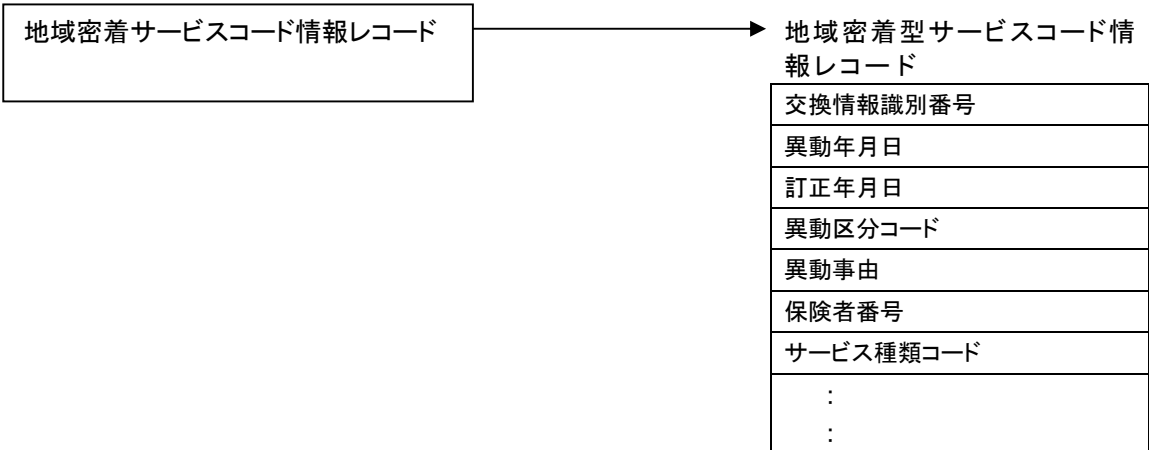 地域密着サービスコード情報レコード
地域密着型サービスコード情
報レコード
交換情報識別番号
異動年月日
訂正年月日
異動区分コード
異動事由
保険者番号
サービス種類コード
：
：